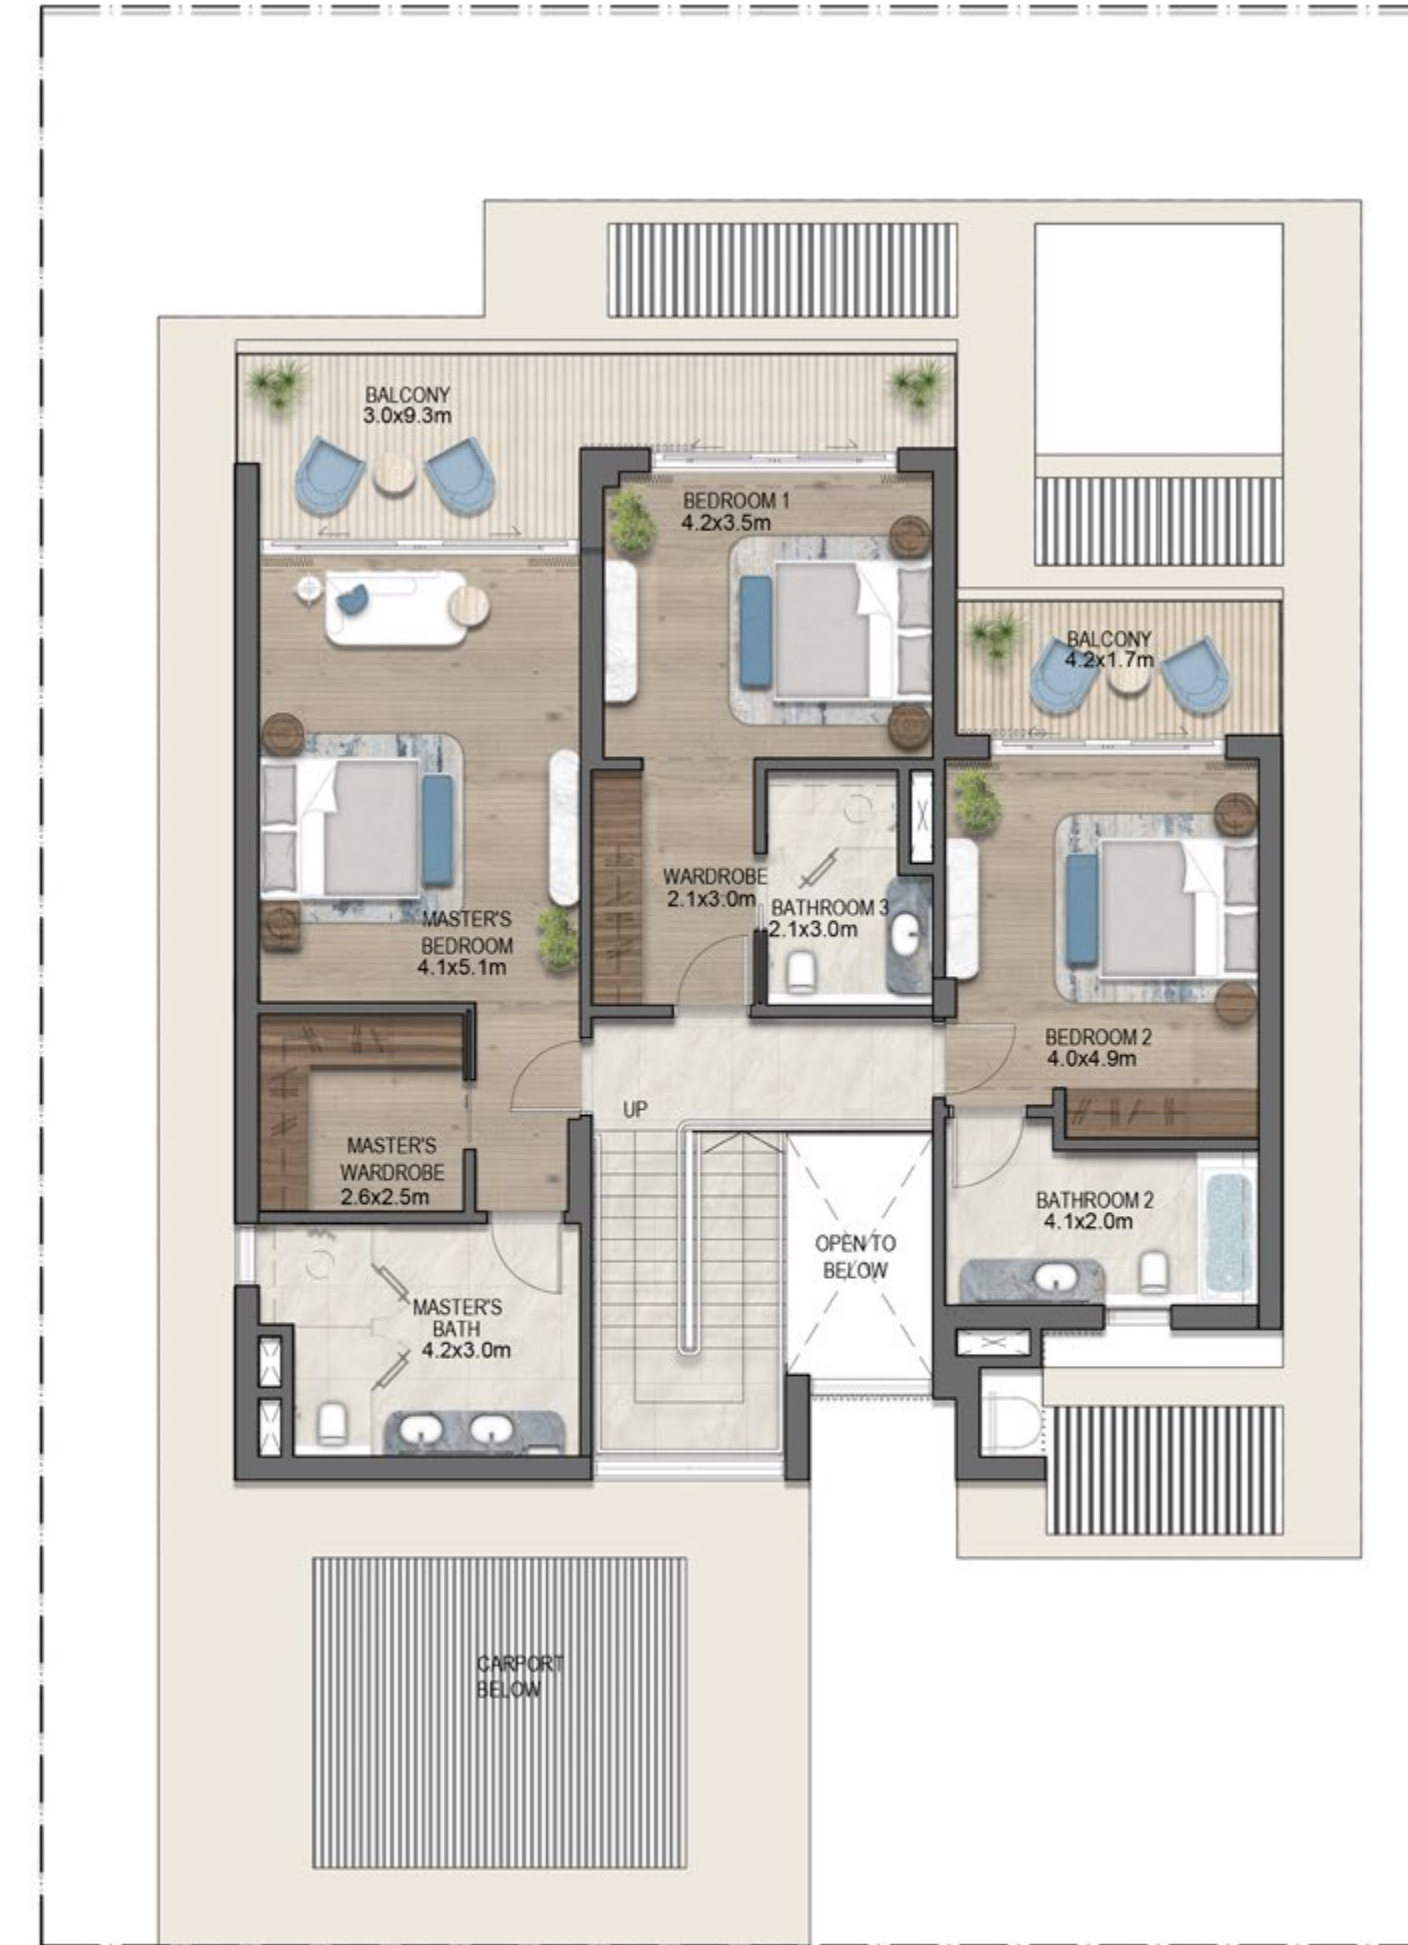 BALCONY
3.0x9.3m
BEDROOM 1
4.2x3.5m
BALCONY
4.2x1.7m
WARDROBE
2.1x3.0m
BATHROOM 3
2.1x3.0m
MASTER'S
BEDROOM
4.1x5.1m
BEDROOM 2
4.0x4.9m
UP
MASTER'S
WARDROBE
2.6x2.5m
BATHROOM 2
4.1x2.0m
OPEN TO
BELOW
MASTER'S
BATH
4.2x3.0m
CARPORT
BELOW